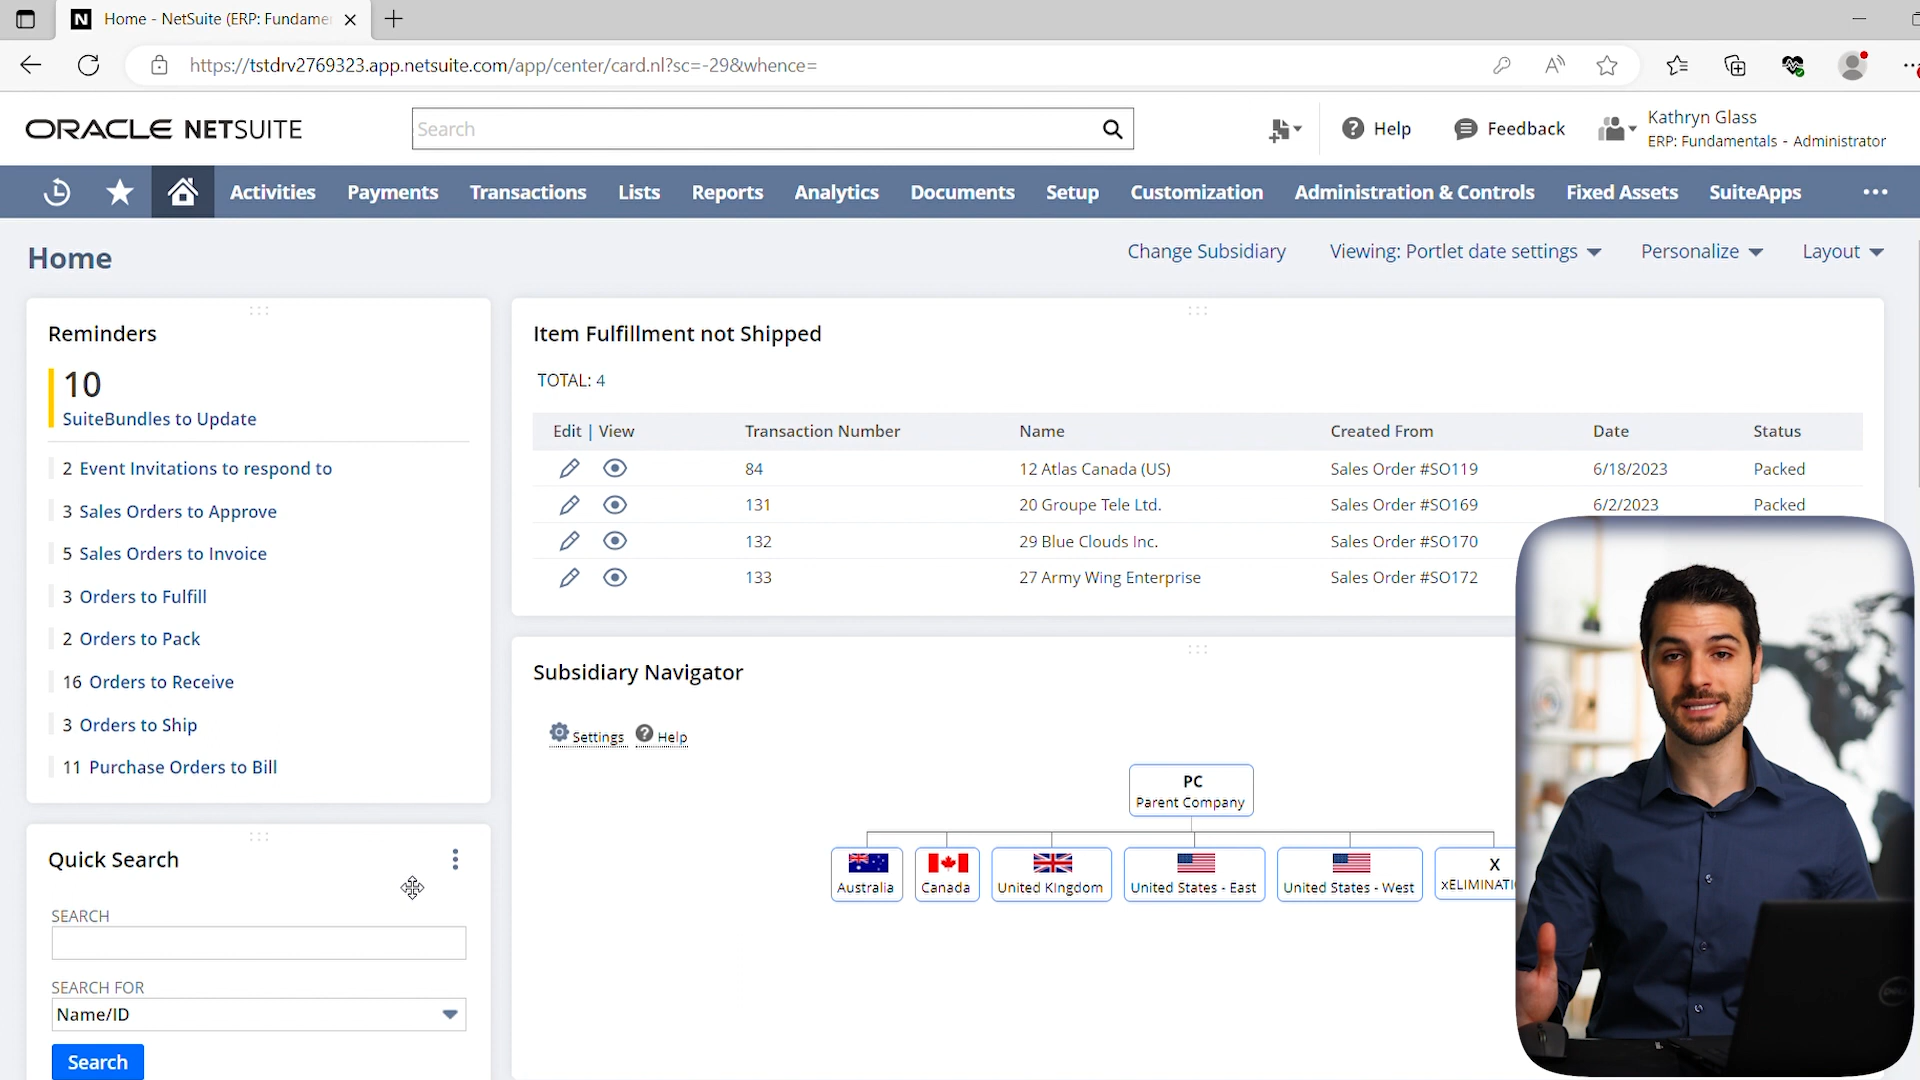 Home - NetSuite (ERP: Fundame
https://tstdrv2769323.app.netsuite.com/app/center/card.nl?sc=-29&whence=
ORACLE NETSUITE
Search
Help
Feedback
Kathryn Glass
ERP: Fundamentals - Administrator
Activities
Payments
Transactions
Lists
Reports
Analytics
Documents
Setup
Customization
Administration & Controls
Fixed Assets
SuiteApps
Home
Change Subsidiary
Viewing: Portlet date settings
Personalize
Layout
Reminders
10
SuiteBundles to Update
2 Event Invitations to respond to
3 Sales Orders to Approve
5 Sales Orders to Invoice
3 Orders to Fulfill
2 Orders to Pack
16 Orders to Receive
3 Orders to Ship
11 Purchase Orders to Bill
Quick Search
SEARCH
SEARCH FOR
Name/ID
Search
Item Fulfillment not Shipped
TOTAL: 4
Edit | View Transaction Number Name Created From Date Status
84 12 Atlas Canada (US) Sales Order #SO119 6/18/2023 Packed
131 20 Groupe Tele Ltd. Sales Order #SO169 6/2/2023 Packed
132 29 Blue Clouds Inc. Sales Order #SO170
133 27 Army Wing Enterprise Sales Order #SO172
Subsidiary Navigator
Settings Help
PC
Parent Company
Australia
Canada
United Kingdom
United States - East
United States - West
X
xELIMINATI
DELL